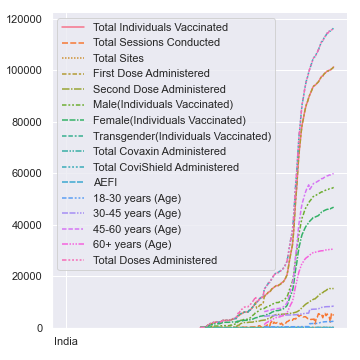 120000
100000
80000
60000
40000
20000
0
India
Total Individuals Vaccinated
Total Sessions Conducted
Total Sites
First Dose Administered
Second Dose Administered
Male(Individuals Vaccinated)
Female(Individuals Vaccinated)
Transgender(Individuals Vaccinated)
Total Covaxin Administered
Total CoviShield Administered
AEFI
18-30 years (Age)
30-45 years (Age)
45-60 years (Age)
60+ years (Age)
Total Doses Administered